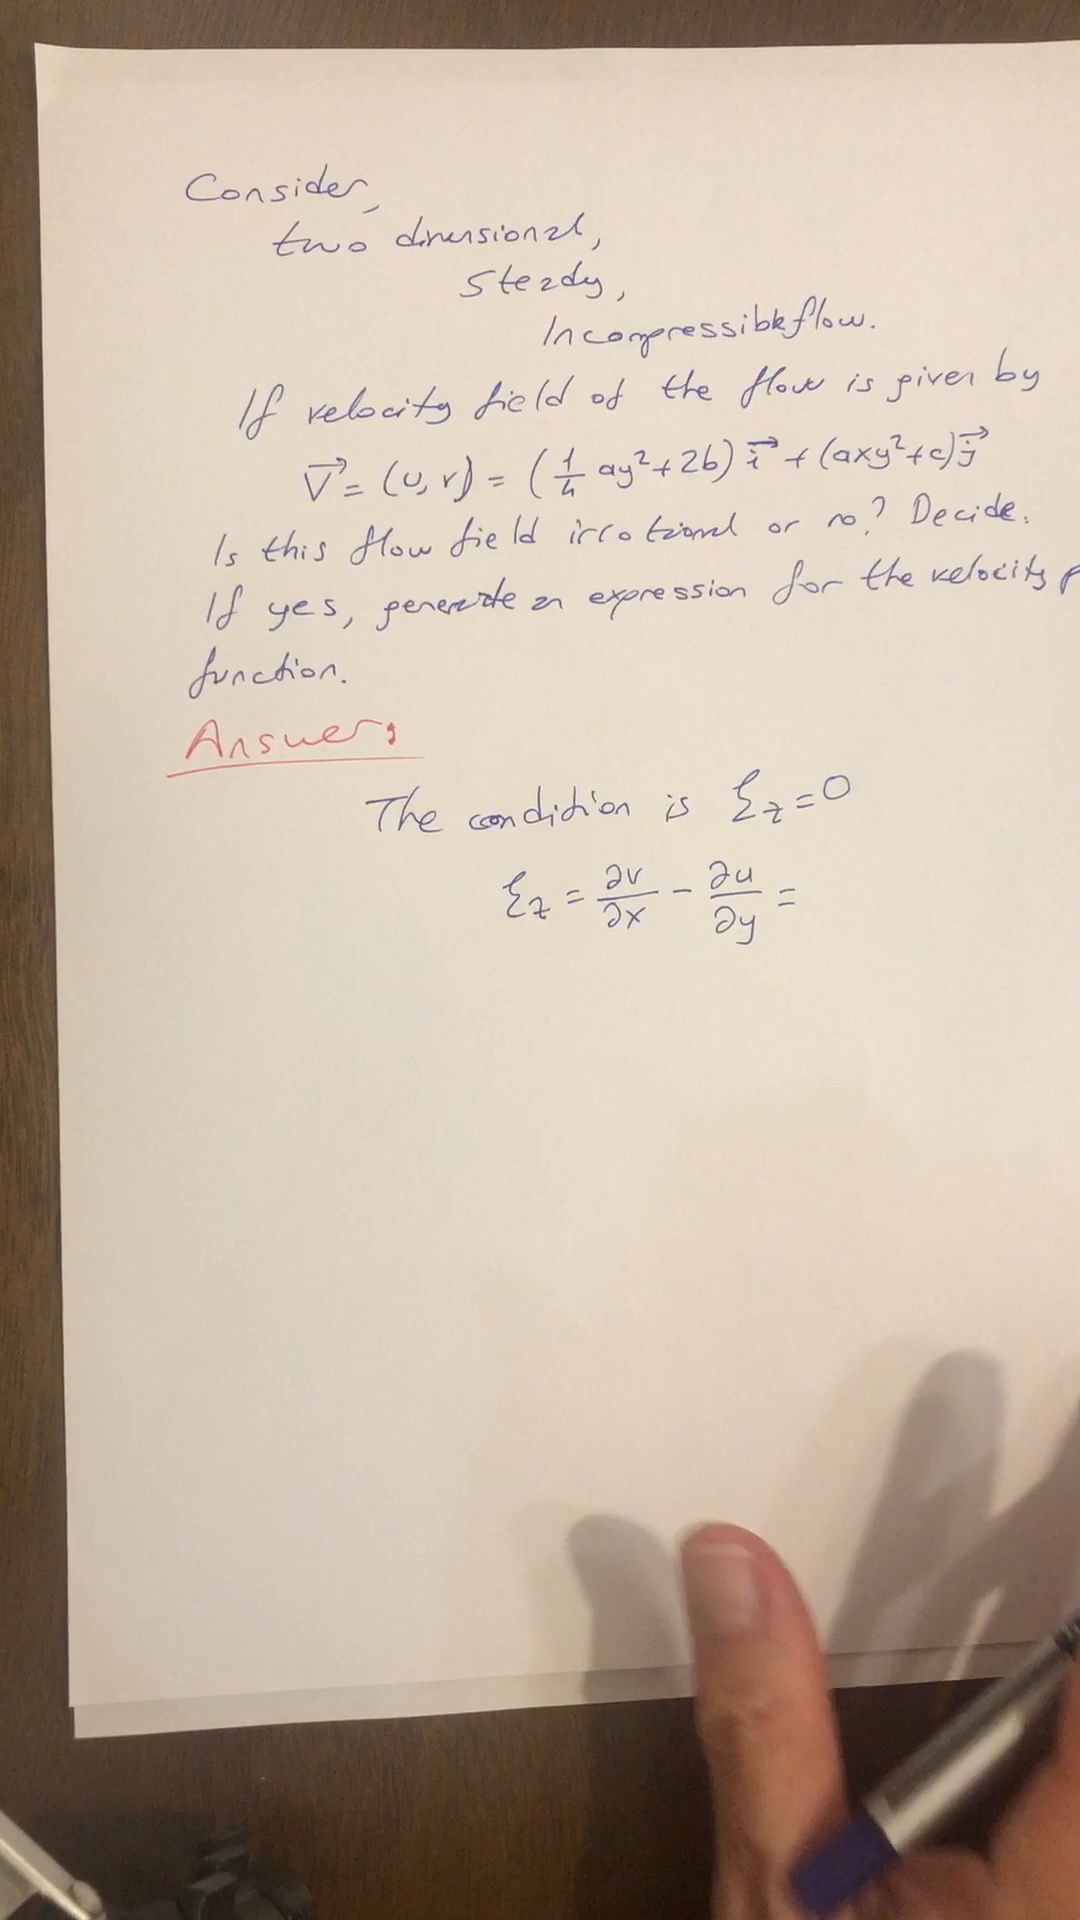 Consider,
two dimensional,
Steady,
Incompressible flow.
If velocity field of the flow is given by
V⃗ = (u, v) = (1/4 ay² + 2b) i⃗ + (axy² + c) j⃗
Is this flow field irrotional or no? Decide.
If yes, generate an expression for the velocity p
function.
Answer;
The condition is ξz = 0
ξz = ∂v/∂x - ∂u/∂y =